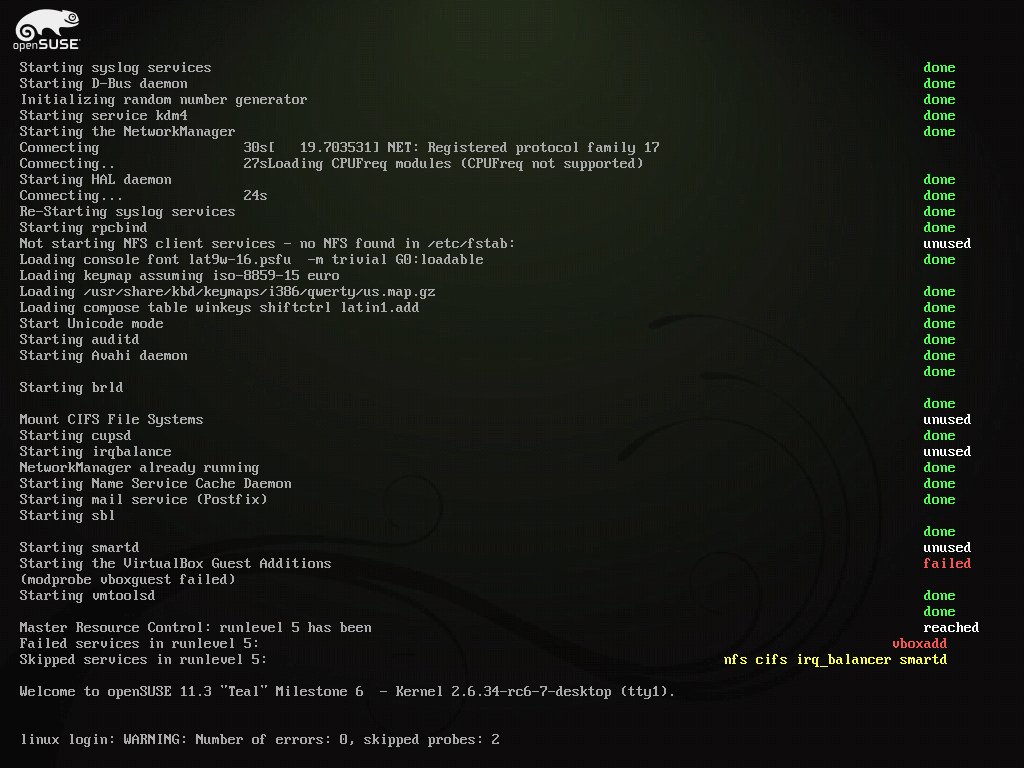 openSUSE
Starting syslog services done
Starting D-Bus daemon done
Initializing random number generator done
Starting service kdm4 done
Starting the NetworkManager done
Connecting 30s[ 19.703531] NET: Registered protocol family 17
Connecting.. 27sLoading CPUFreq modules (CPUFreq not supported)
Starting HAL daemon done
Connecting... 24s done
Re-Starting syslog services done
Starting rpcbind done
Not starting NFS client services - no NFS found in /etc/fstab: unused
Loading console font lat9w-16.psfu -m trivial G0:loadable done
Loading keymap assuming iso-8859-15 euro
Loading /usr/share/kbd/keymaps/i386/qwerty/us.map.gz done
Loading compose table winkeys shiftctrl latin1.add done
Start Unicode mode done
Starting auditd done
Starting Avahi daemon done
done
Starting brld
done
Mount CIFS File Systems unused
Starting cupsd done
Starting irqbalance unused
NetworkManager already running done
Starting Name Service Cache Daemon done
Starting mail service (Postfix) done
Starting sbl
done
Starting smartd unused
Starting the VirtualBox Guest Additions failed
(modprobe vboxguest failed)
Starting vmtoolsd done
done
Master Resource Control: runlevel 5 has been reached
Failed services in runlevel 5: vboxadd
Skipped services in runlevel 5: nfs cifs irq_balancer smartd
Welcome to openSUSE 11.3 "Teal" Milestone 6 - Kernel 2.6.34-rc6-7-desktop (tty1).
linux login: WARNING: Number of errors: 0, skipped probes: 2